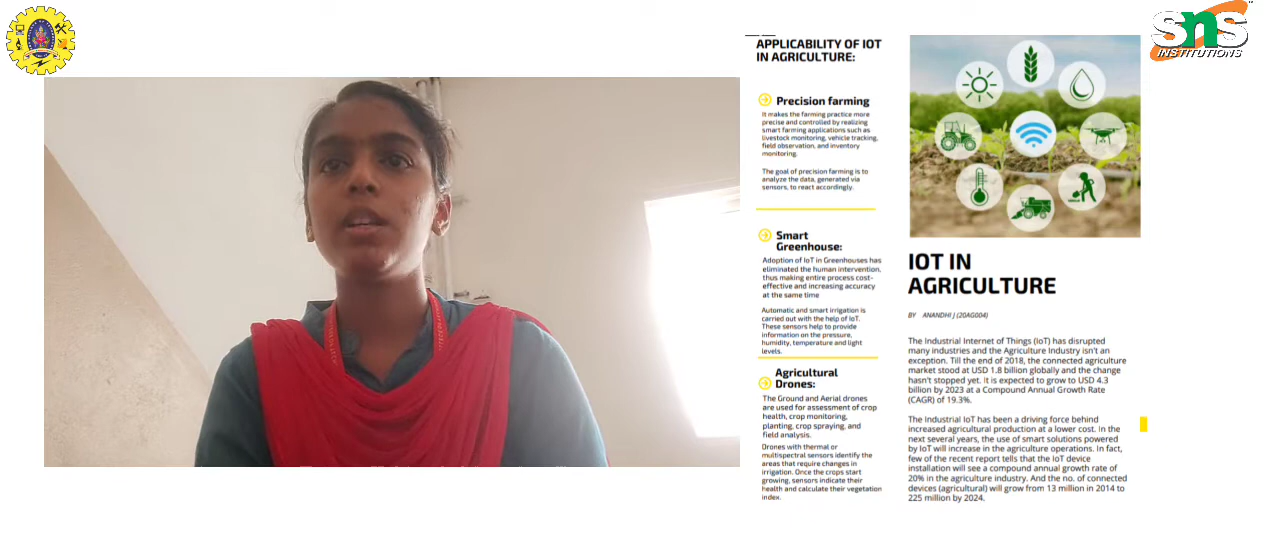 SNS
INSTITUTIONS
APPLICABILITY OF IOT
IN AGRICULTURE:
Precision farming
It makes the farming practice more
precise and controlled by realizing
smart farming applications such as
livestock monitoring, vehicle tracking,
field observation, and inventory
monitoring.
The goal of precision farming is to
analyze the data, generated via
sensors, to react accordingly.
Smart
Greenhouse:
Adoption of IoT in Greenhouses has
eliminated the human intervention,
thus making entire process cost-
effective and increasing accuracy
at the same time
Automatic and smart irrigation is
carried out with the help of IoT.
These sensors help to provide
information on the pressure,
humidity, temperature and light
levels.
Agricultural
Drones:
The Ground and Aerial drones
are used for assessment of crop
health, crop monitoring,
planting, crop spraying, and
field analysis.
Drones with thermal or
multispectral sensors identify the
areas that require changes in
irrigation. Once the crops start
growing, sensors indicate their
health and calculate their vegetation
index.
IOT IN
AGRICULTURE
BY ANANDHI J (20AG004)
The Industrial Internet of Things (IoT) has disrupted
many industries and the Agriculture Industry isn't an
exception. Till the end of 2018, the connected agriculture
market stood at USD 1.8 billion globally and the change
hasn't stopped yet. It is expected to grow to USD 4.3
billion by 2023 at a Compound Annual Growth Rate
(CAGR) of 19.3%.
The Industrial IoT has been a driving force behind
increased agricultural production at a lower cost. In the
next several years, the use of smart solutions powered
by IoT will increase in the agriculture operations. In fact,
few of the recent report tells that the IoT device
installation will see a compound annual growth rate of
20% in the agriculture industry. And the no. of connected
devices (agricultural) will grow from 13 million in 2014 to
225 million by 2024.